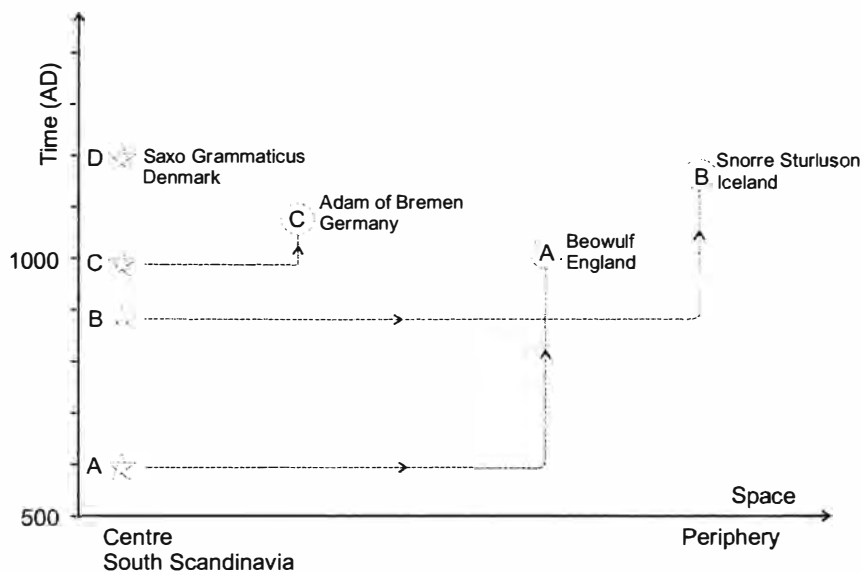 Time (AD)
D
Saxo Grammaticus
Denmark
B
Snorre Sturluson
Iceland
C
Adam of Bremen
Germany
1000
C
A
Beowulf
England
B
A
500
Space
Centre
South Scandinavia
Periphery